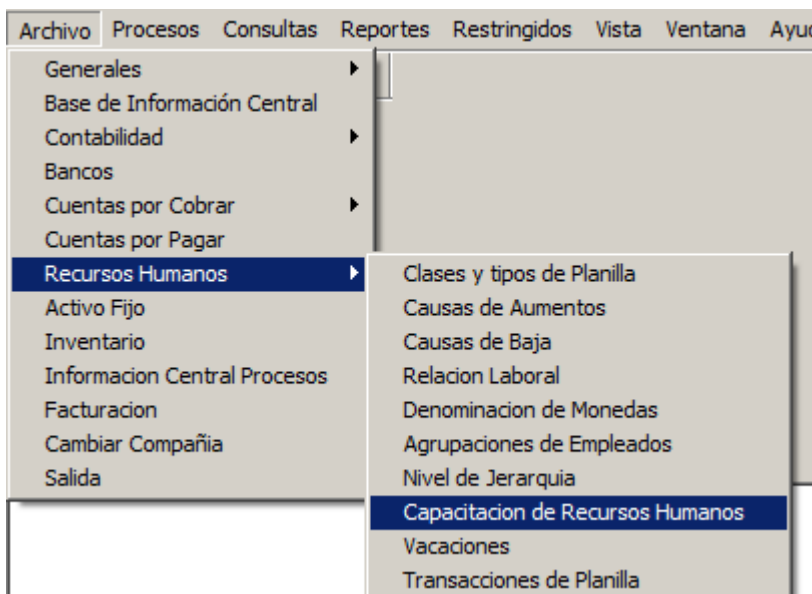 Archivo Procesos Consultas Reportes Restringidos Vista Ventana
Generales
Base de Información Central
Contabilidad
Bancos
Cuentas por Cobrar
Cuentas por Pagar
Recursos Humanos
Activo Fijo
Inventario
Informacion Central Procesos
Facturacion
Cambiar Compañia
Salida
Clases y tipos de Planilla
Causas de Aumentos
Causas de Baja
Relacion Laboral
Denominacion de Monedas
Agrupaciones de Empleados
Nivel de Jerarquia
Capacitacion de Recursos Humanos
Vacaciones
Transacciones de Planilla